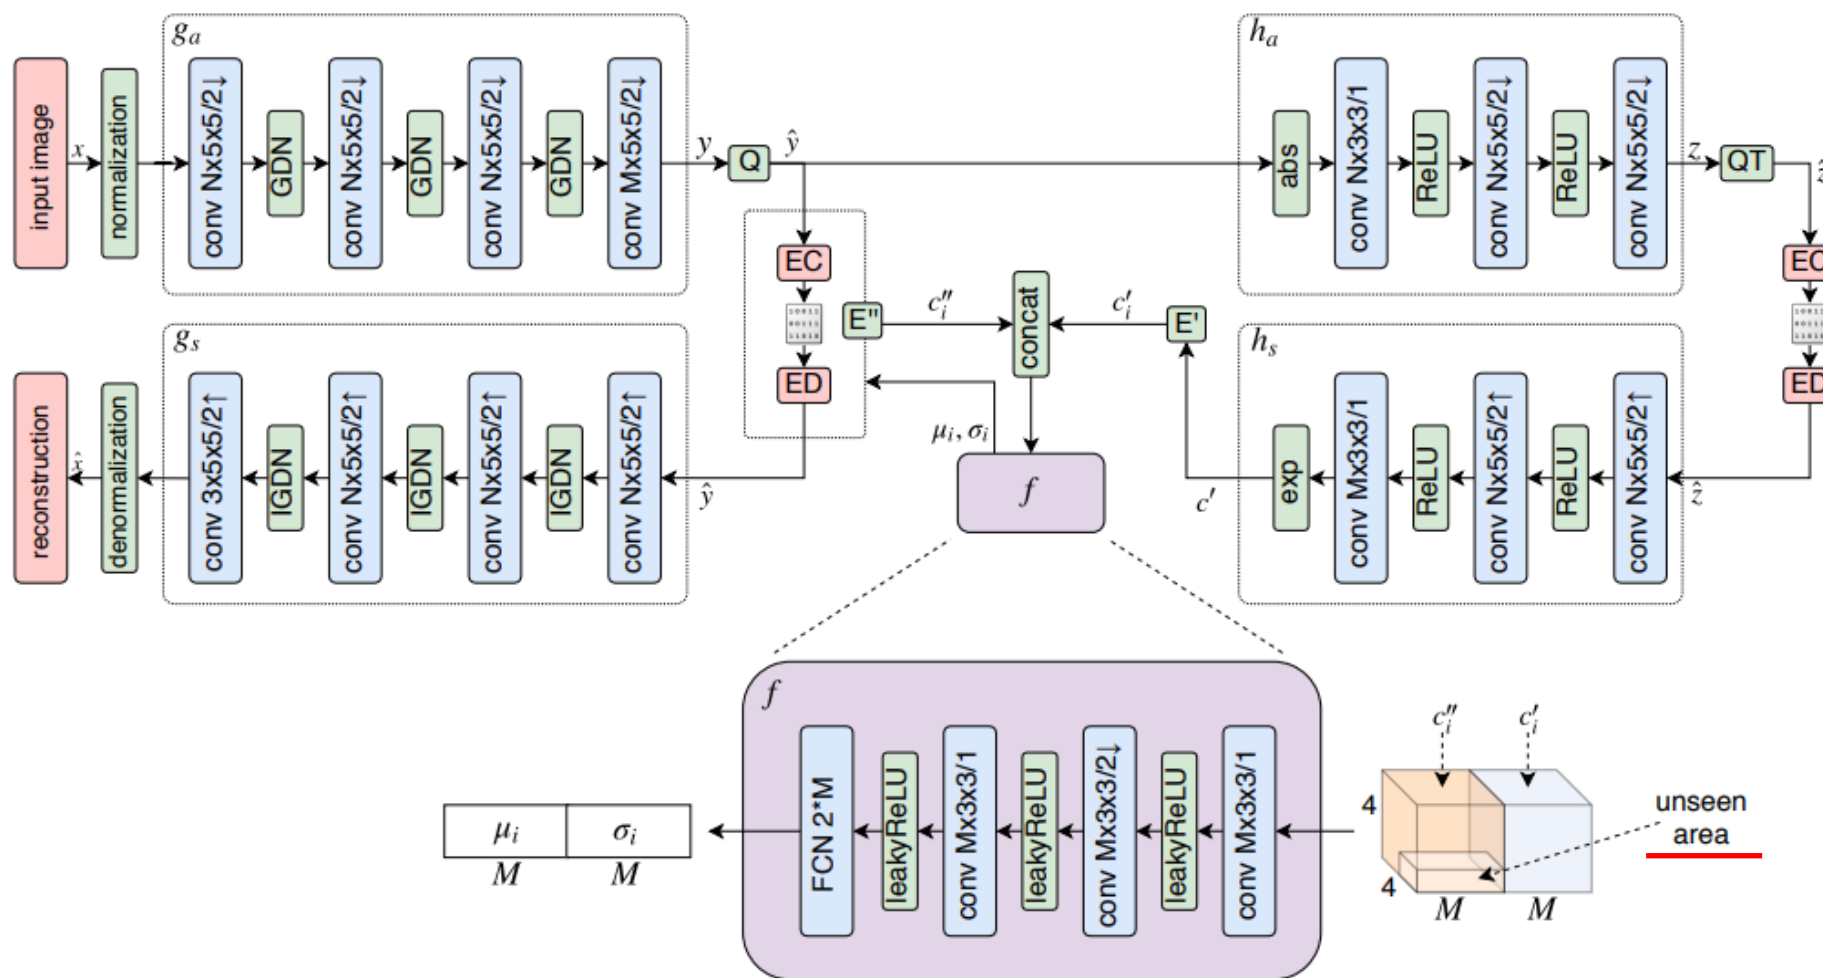 g_a
input image
x
normalization
conv Nx5x5/2↓
GDN
conv Nx5x5/2↓
GDN
conv Nx5x5/2↓
GDN
conv Mx5x5/2↓
y
Q
ŷ
h_a
abs
conv Nx3x3/1
ReLU
conv Nx5x5/2↓
ReLU
conv Nx5x5/2↓
z
QT
ẑ
EC
ED
E"
c_i''
concat
c_i'
E'
EC
ED
g_s
reconstruction
x̂
denormalization
conv 3x5x5/2↑
IGDN
conv Nx5x5/2↑
IGDN
conv Nx5x5/2↑
IGDN
conv Nx5x5/2↑
ŷ
μ_i, σ_i
f
c'
h_s
exp
conv Mx3x3/1
ReLU
conv Nx5x5/2↑
ReLU
conv Nx5x5/2↑
ẑ
f
FCN 2*M
leakyReLU
conv Mx3x3/1
leakyReLU
conv Mx3x3/2↓
leakyReLU
conv Mx3x3/1
μ_i
σ_i
M
M
c_i''
c_i'
4
4
M
M
unseen
area